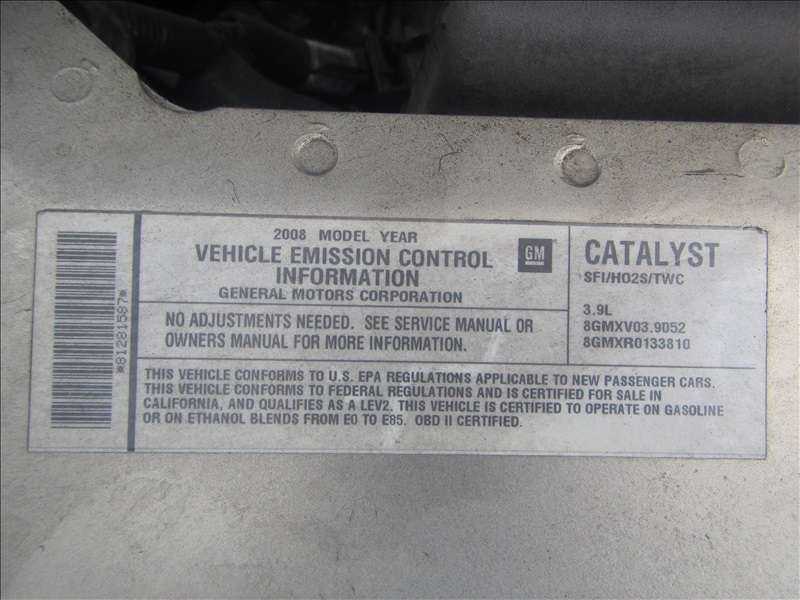 *81281587*
2008 MODEL YEAR
VEHICLE EMISSION CONTROL
INFORMATION
GENERAL MOTORS CORPORATION
GM
NO ADJUSTMENTS NEEDED. SEE SERVICE MANUAL OR
OWNERS MANUAL FOR MORE INFORMATION.
CATALYST
SFI/HO2S/TWC
3.9L
8GMXV03.9052
8GMXR0133810
THIS VEHICLE CONFORMS TO U.S. EPA REGULATIONS APPLICABLE TO NEW PASSENGER CARS.
THIS VEHICLE CONFORMS TO FEDERAL REGULATIONS AND IS CERTIFIED FOR SALE IN
CALIFORNIA, AND QUALIFIES AS A LEV2. THIS VEHICLE IS CERTIFIED TO OPERATE ON GASOLINE
OR ON ETHANOL BLENDS FROM E0 TO E85. OBD II CERTIFIED.